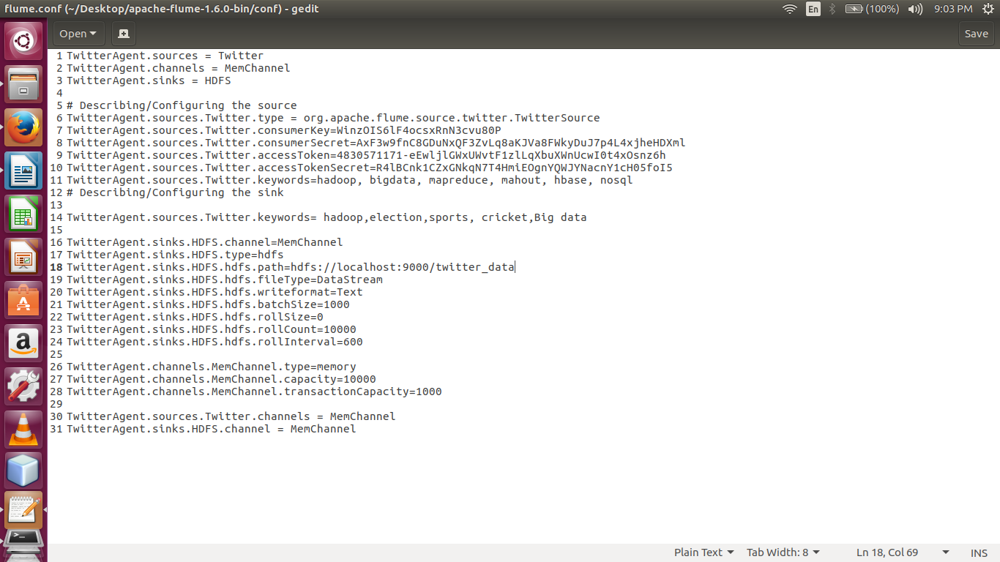 flume.conf (~/Desktop/apache-flume-1.6.0-bin/conf) - gedit
En (100%) 9:03 PM
Open Save
1 TwitterAgent.sources = Twitter
2 TwitterAgent.channels = MemChannel
3 TwitterAgent.sinks = HDFS
4
5 # Describing/Configuring the source
6 TwitterAgent.sources.Twitter.type = org.apache.flume.source.twitter.TwitterSource
7 TwitterAgent.sources.Twitter.consumerKey=WinzOIS6lF4ocsxRnN3cvu80P
8 TwitterAgent.sources.Twitter.consumerSecret=AxF3w9fnC8GDuNxQF3ZvLq8aKJVa8FWkyDuJ7p4L4xjheHDXml
9 TwitterAgent.sources.Twitter.accessToken=4830571171-eEwljlGWxUWvtF1zlLqXbuXWnUcwI0t4xOsnz6h
10 TwitterAgent.sources.Twitter.accessTokenSecret=R4lBCnk1CZxGNkqN7T4HmiEOgnYQWJYNacnY1cH05foI5
11 TwitterAgent.sources.Twitter.keywords=hadoop, bigdata, mapreduce, mahout, hbase, nosql
12 # Describing/Configuring the sink
13
14 TwitterAgent.sources.Twitter.keywords= hadoop,election,sports, cricket,Big data
15
16 TwitterAgent.sinks.HDFS.channel=MemChannel
17 TwitterAgent.sinks.HDFS.type=hdfs
18 TwitterAgent.sinks.HDFS.hdfs.path=hdfs://localhost:9000/twitter_data
19 TwitterAgent.sinks.HDFS.hdfs.fileType=DataStream
20 TwitterAgent.sinks.HDFS.hdfs.writeformat=Text
21 TwitterAgent.sinks.HDFS.hdfs.batchSize=1000
22 TwitterAgent.sinks.HDFS.hdfs.rollSize=0
23 TwitterAgent.sinks.HDFS.hdfs.rollCount=10000
24 TwitterAgent.sinks.HDFS.hdfs.rollInterval=600
25
26 TwitterAgent.channels.MemChannel.type=memory
27 TwitterAgent.channels.MemChannel.capacity=10000
28 TwitterAgent.channels.MemChannel.transactionCapacity=1000
29
30 TwitterAgent.sources.Twitter.channels = MemChannel
31 TwitterAgent.sinks.HDFS.channel = MemChannel
Plain Text Tab Width: 8 Ln 18, Col 69 INS